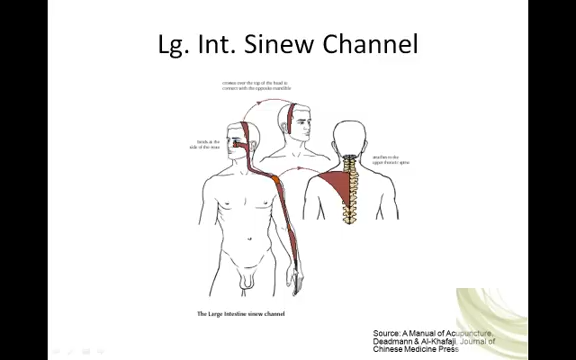 Lg. Int. Sinew Channel
crosses over the top of the head to
connect with the opposite mandible
binds at the
side of the nose
attaches to the
upper thoracic spine
The Large Intestine sinew channel
Source: A Manual of Acupuncture,
Deadmann & Al-Khafaji, Journal of
Chinese Medicine Press